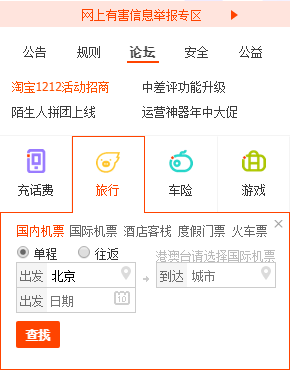 网上有害信息举报专区
公告 规则 论坛 安全 公益
淘宝1212活动招商 中差评功能升级
陌生人拼团上线 运营神器年中大促
充话费 旅行 车险 游戏
国内机票 国际机票 酒店客栈 度假门票 火车票
单程 往返 港澳台请选择国际机票
出发 北京 到达 城市
出发 日期 10
查找